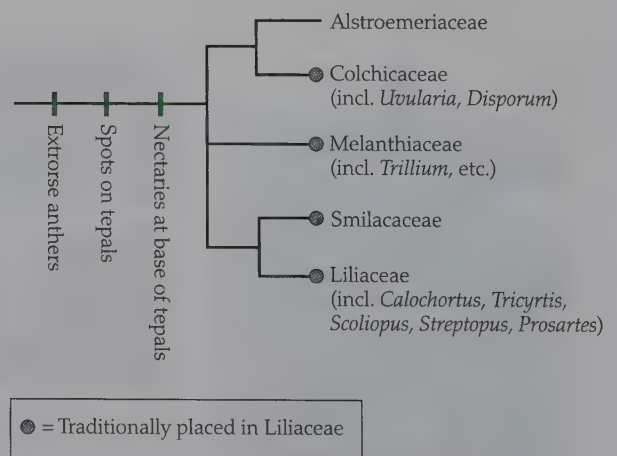 Alstroemeriaceae
Colchicaceae
(incl. Uvularia, Disporum)
Melanthiaceae
(incl. Trillium, etc.)
Smilacaceae
Liliaceae
(incl. Calochortus, Tricyrtis,
Scoliopus, Streptopus, Prosartes)
Extrorse anthers
Spots on tepals
Nectaries at base of tepals
= Traditionally placed in Liliaceae